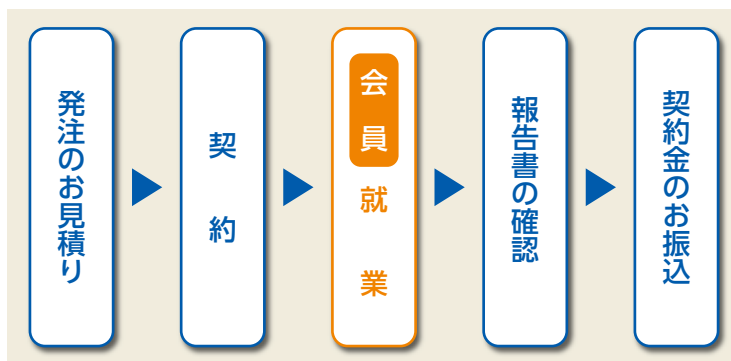 発注のお見積り
契約
会員就業
報告書の確認
契約金のお振込